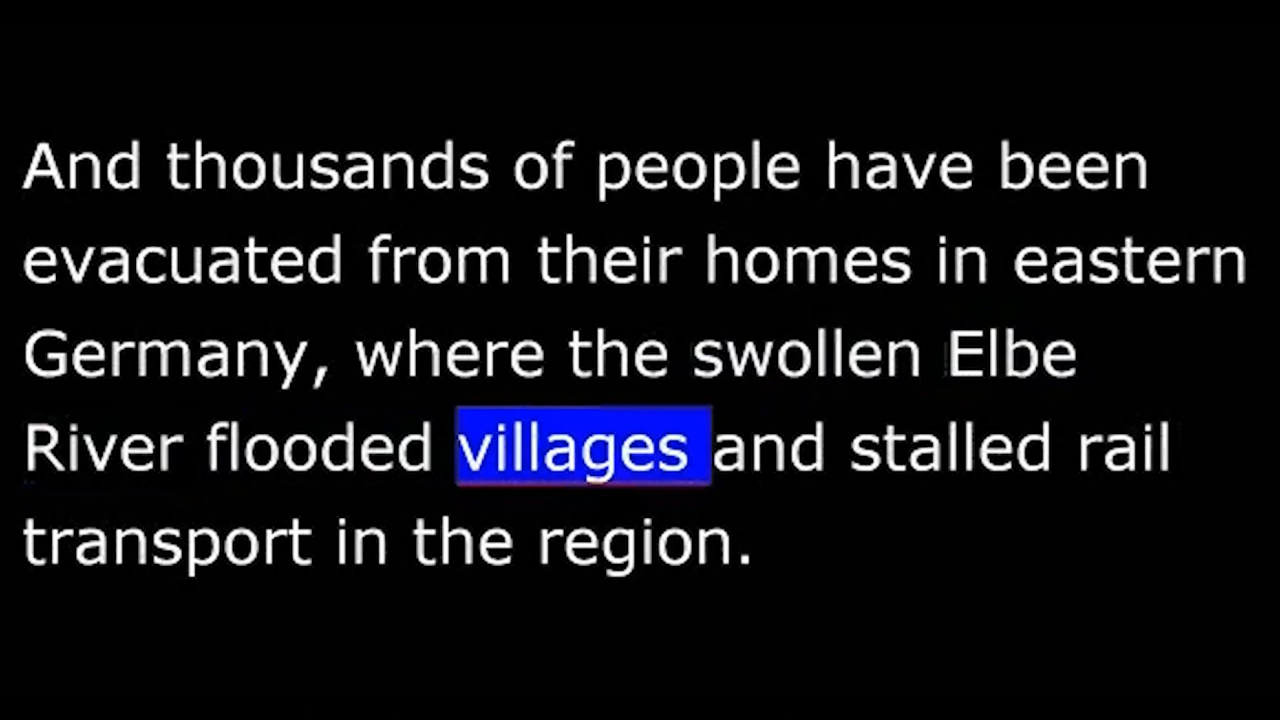 And thousands of people have been
evacuated from their homes in eastern
Germany, where the swollen Elbe
River flooded villages and stalled rail
transport in the region.